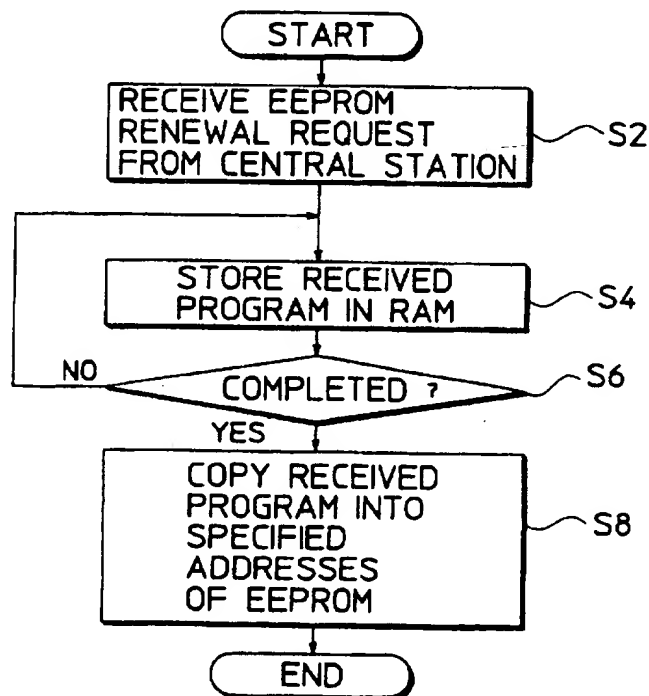 START
RECEIVE EEPROM
RENEWAL REQUEST
FROM CENTRAL STATION
S2
STORE RECEIVED
PROGRAM IN RAM
S4
NO
COMPLETED ?
S6
YES
COPY RECEIVED
PROGRAM INTO
SPECIFIED
ADDRESSES
OF EEPROM
S8
END